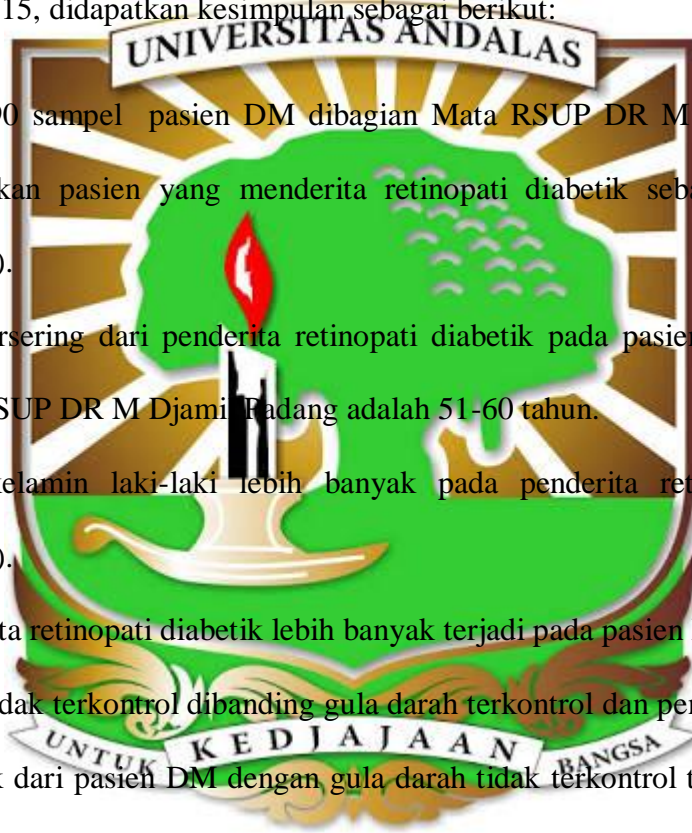 15, didapatkan kesimpulan sebagai berikut:
UNIVERSITAS ANDALAS
sampel pasien DM dibagian Mata RSUP DR M
kan pasien yang menderita retinopati diabetik seba
).
rsering dari penderita retinopati diabetik pada pasien
SUP DR M Djamil Padang adalah 51-60 tahun.
kelamin laki-laki lebih banyak pada penderita ret
).
ta retinopati diabetik lebih banyak terjadi pada pasien
dak terkontrol dibanding gula darah terkontrol dan per
UNTUK KEDJAJAAN BANGSA
k dari pasien DM dengan gula darah tidak terkontrol t